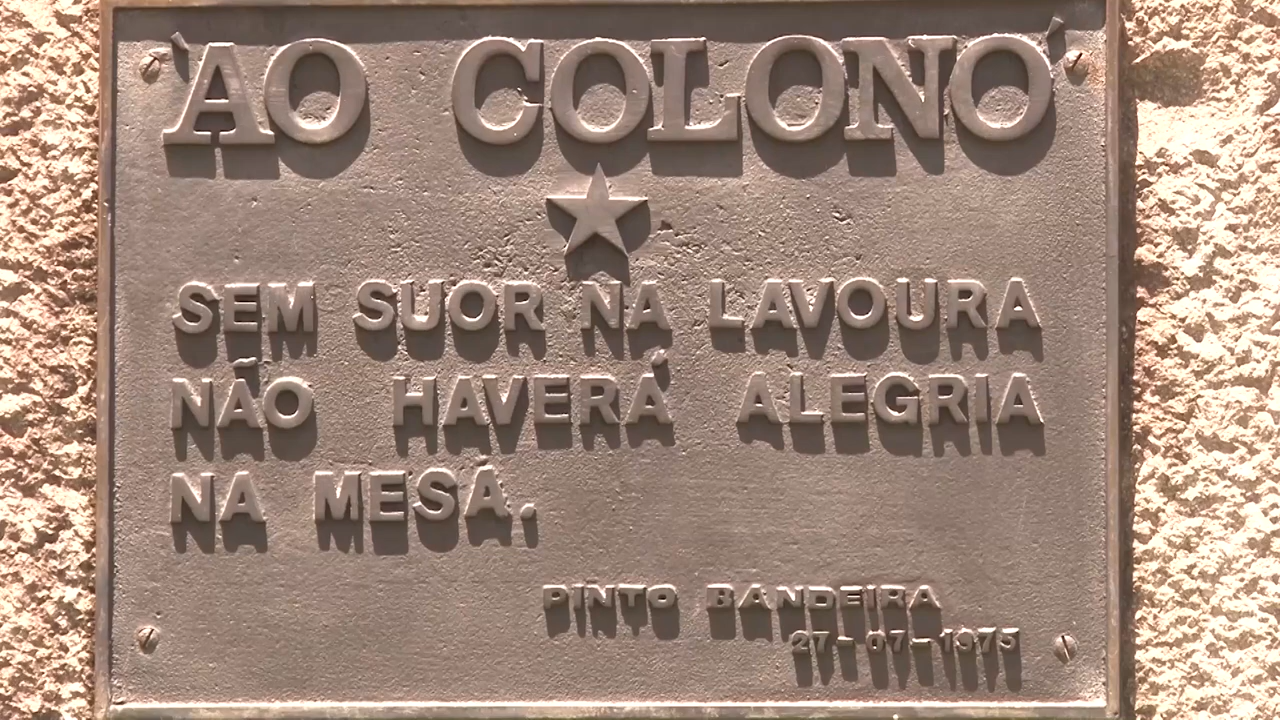 'AO COLONO'
SEM SUOR NA LAVOURA
NÃO HAVERÁ ALEGRIA
NA MESA.
PINTO BANDEIRA
27-07-1975